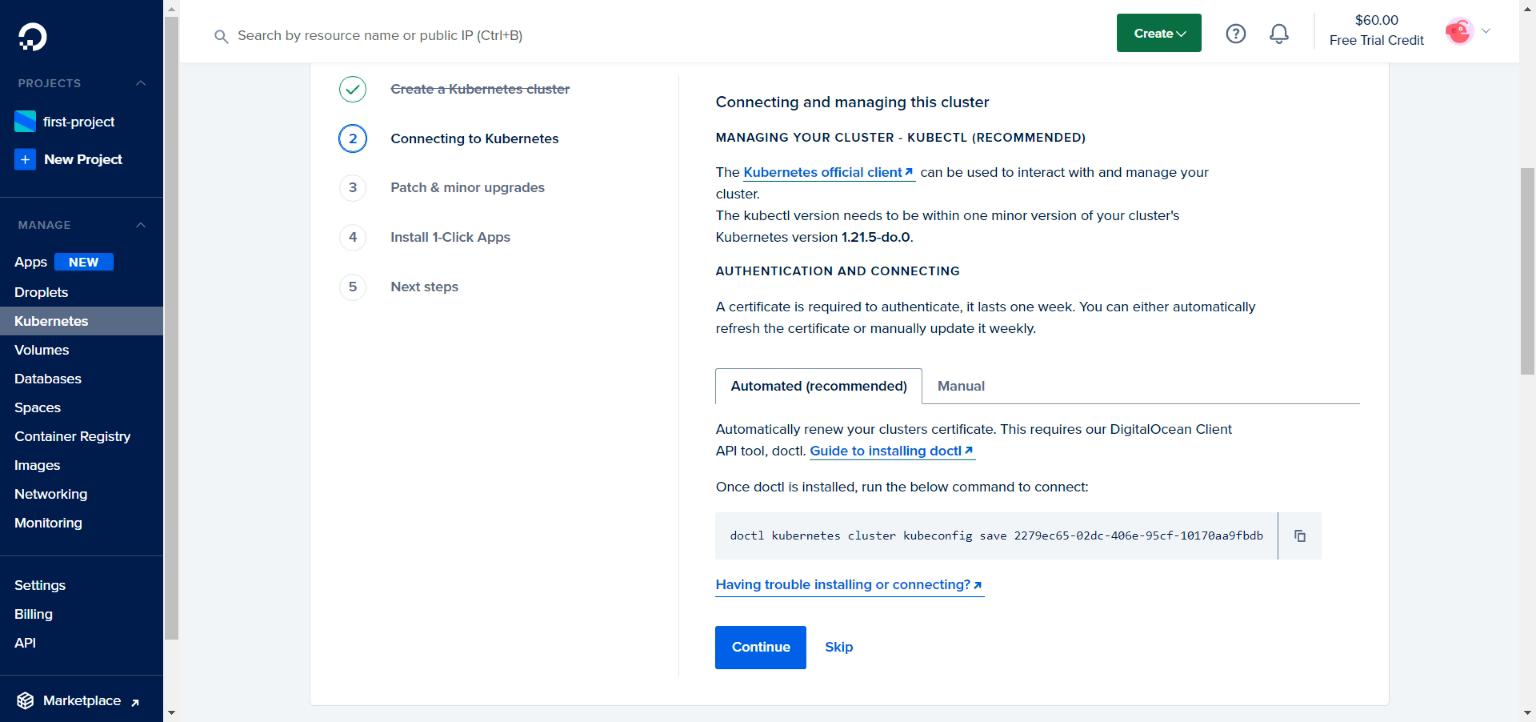 Search by resource name or public IP (Ctrl+B)
Create
?
$60.00
Free Trial Credit
PROJECTS
first-project
+ New Project
MANAGE
Apps NEW
Droplets
Kubernetes
Volumes
Databases
Spaces
Container Registry
Images
Networking
Monitoring
Settings
Billing
API
Marketplace
Create a Kubernetes cluster
2 Connecting to Kubernetes
3 Patch & minor upgrades
4 Install 1-Click Apps
5 Next steps
Connecting and managing this cluster
MANAGING YOUR CLUSTER - KUBECTL (RECOMMENDED)
The Kubernetes official client can be used to interact with and manage your
cluster.
The kubectl version needs to be within one minor version of your cluster's
Kubernetes version 1.21.5-do.0.
AUTHENTICATION AND CONNECTING
A certificate is required to authenticate, it lasts one week. You can either automatically
refresh the certificate or manually update it weekly.
Automated (recommended) Manual
Automatically renew your clusters certificate. This requires our DigitalOcean Client
API tool, doctl. Guide to installing doctl
Once doctl is installed, run the below command to connect:
doctl kubernetes cluster kubeconfig save 2279ec65-02dc-406e-95cf-10170aa9fbdb
Having trouble installing or connecting?
Continue Skip